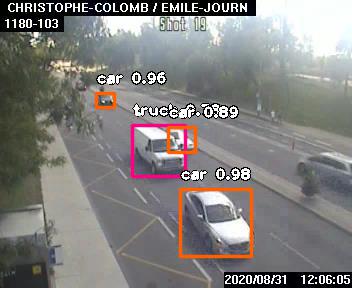 CHRISTOPHE-COLOMB / EMILE-JOURN
1180-103
Shot 19
car 0.96
truck
car 0.89
car 0.98
2020/08/31 12:06:05